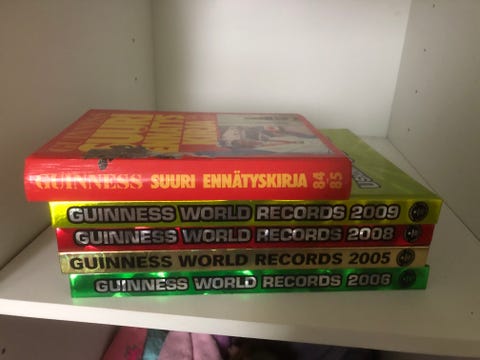 GUINNESS SUURI ENNÄTYSKIRJA 84 85
GUINNESS WORLD RECORDS 2009
GUINNESS WORLD RECORDS 2008
GUINNESS WORLD RECORDS 2005
GUINNESS WORLD RECORDS 2006